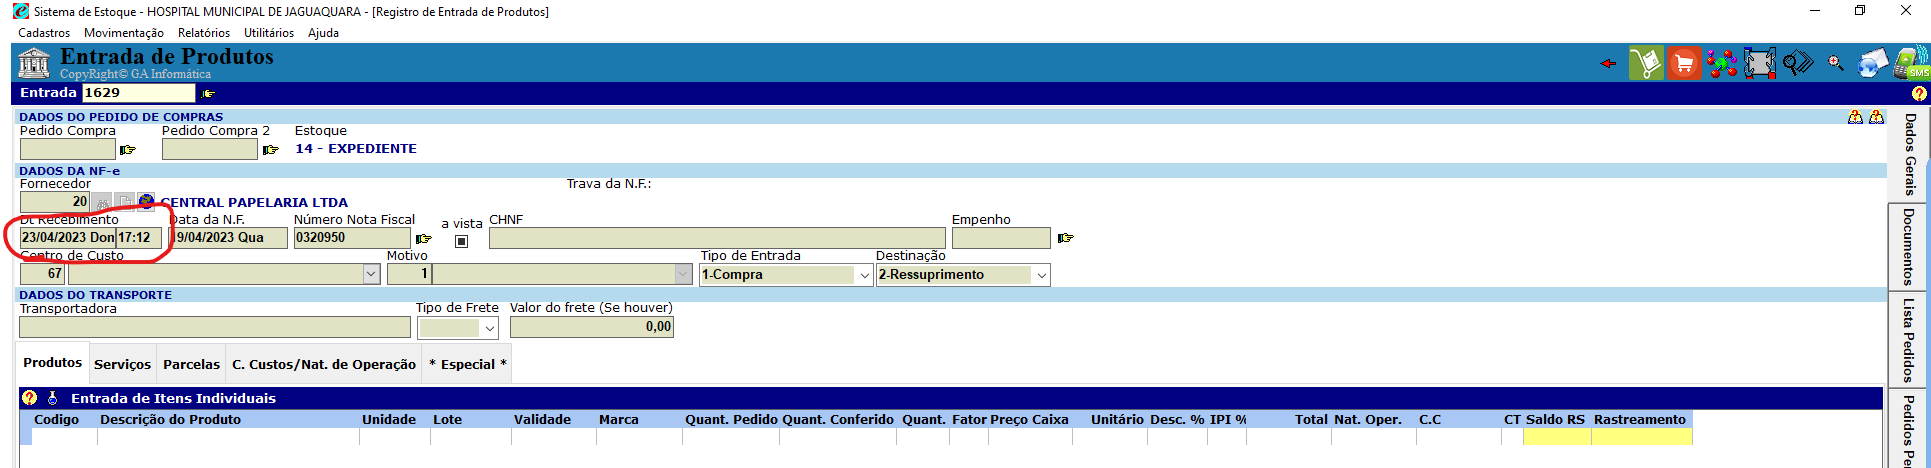 Sistema de Estoque - HOSPITAL MUNICIPAL DE JAGUAQUARA - [Registro de Entrada de Produtos]
Cadastros Movimentação Relatórios Utilitários Ajuda
Entrada de Produtos
CopyRight© GA Informática
SMS
Entrada 1629
DADOS DO PEDIDO DE COMPRAS
Pedido Compra Pedido Compra 2 Estoque
14 - EXPEDIENTE
DADOS DA NF-e
Fornecedor Trava da N.F.:
20 CENTRAL PAPELARIA LTDA
Dt Recebimento Data da N.F. Número Nota Fiscal a vista CHNF Empenho
23/04/2023 Don 17:12 19/04/2023 Qua 0320950
Centro de Custo Motivo Tipo de Entrada Destinação
67 1 1-Compra 2-Ressuprimento
DADOS DO TRANSPORTE
Transportadora Tipo de Frete Valor do frete (Se houver)
0,00
Produtos Serviços Parcelas C. Custos/Nat. de Operação * Especial *
Entrada de Itens Individuais
Codigo Descrição do Produto Unidade Lote Validade Marca Quant. Pedido Quant. Conferido Quant. Fator Preço Caixa Unitário Desc. % IPI % Total Nat. Oper. C.C CT Saldo RS Rastreamento
Dados Gerais
Documentos
Lista Pedidos
Pedidos Pe